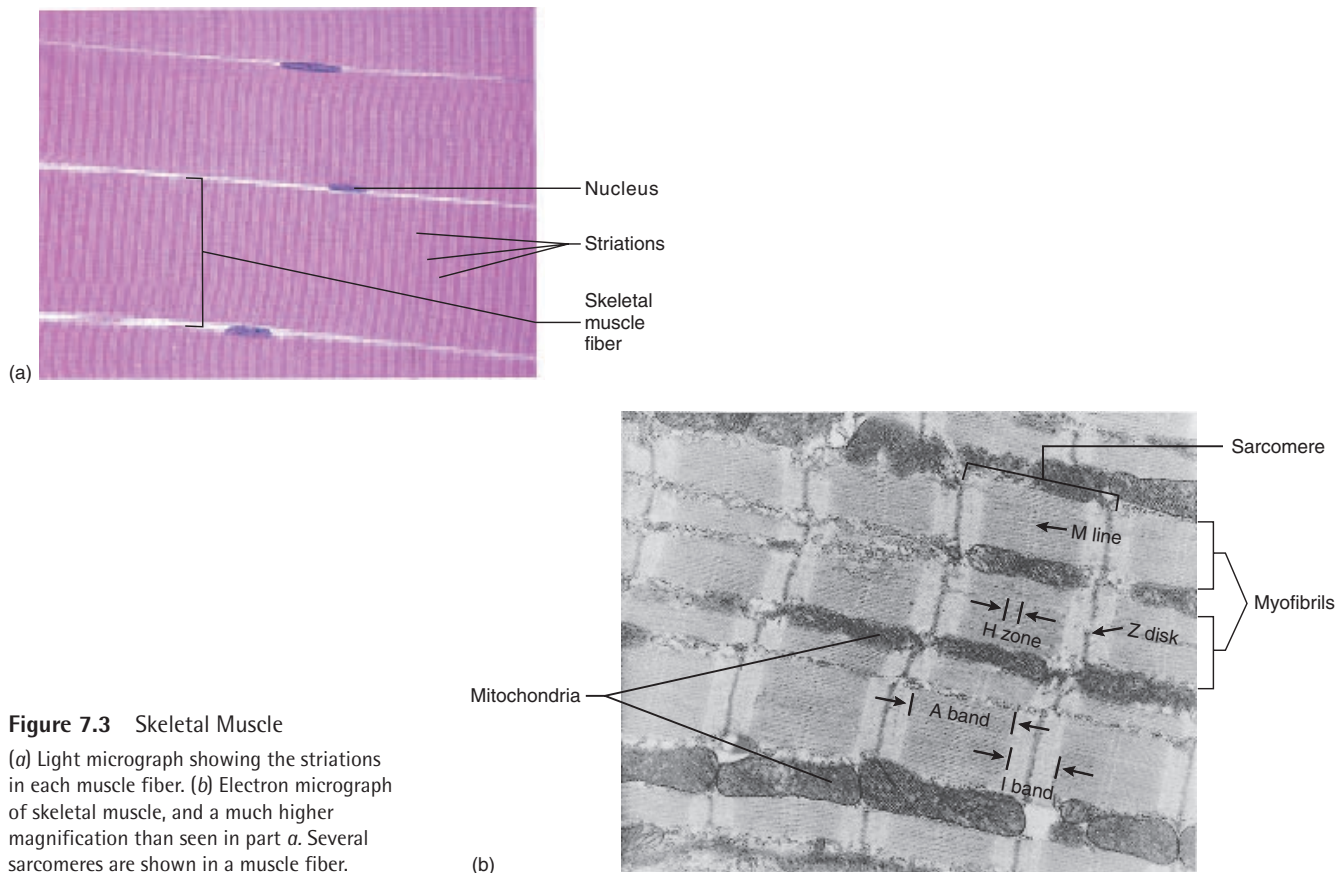 Nucleus
Striations
Skeletal
muscle
fiber
(a)
Sarcomere
M line
Myofibrils
H zone
Z disk
Mitochondria
A band
I band
Figure 7.3 Skeletal Muscle
(a) Light micrograph showing the striations
in each muscle fiber. (b) Electron micrograph
of skeletal muscle, and a much higher
magnification than seen in part a. Several
sarcomeres are shown in a muscle fiber.
(b)